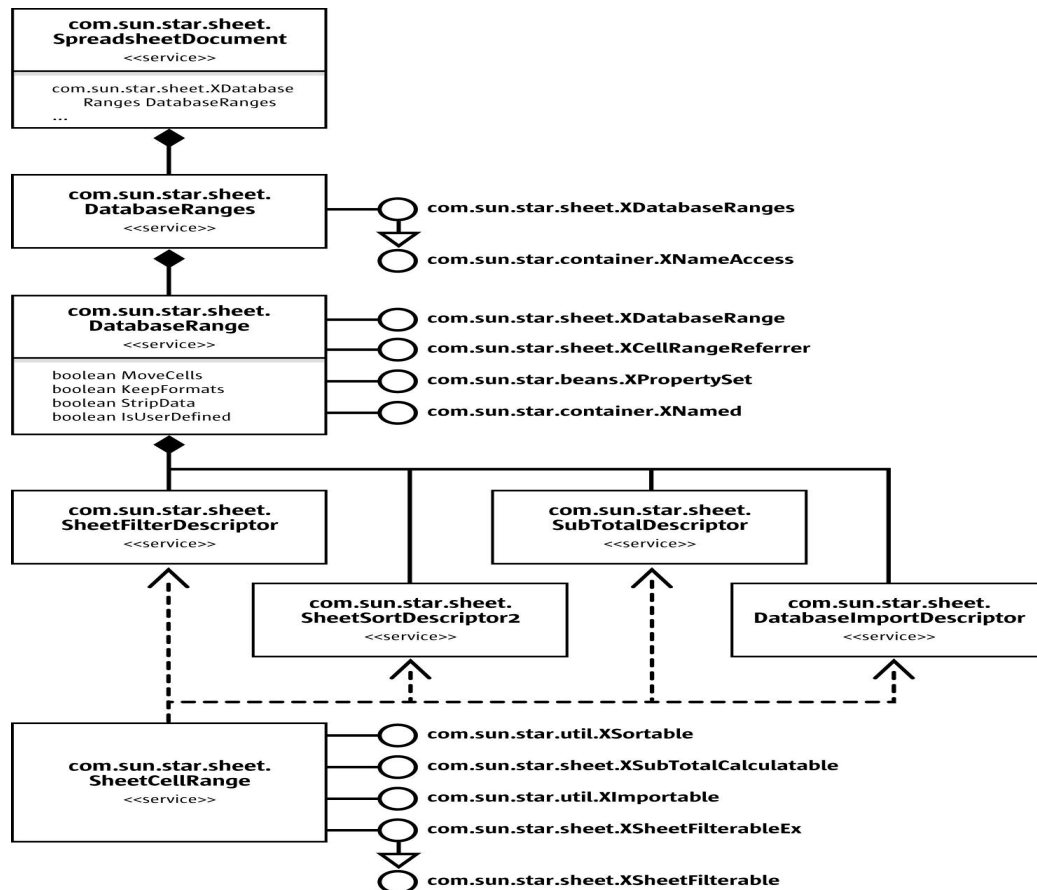 com.sun.star.sheet.
SpreadsheetDocument
<<service>>
com.sun.star.sheet.XDatabase
Ranges DatabaseRanges
...
com.sun.star.sheet.
DatabaseRanges
<<service>>
com.sun.star.sheet.XDatabaseRanges
com.sun.star.container.XNameAccess
com.sun.star.sheet.
DatabaseRange
<<service>>
boolean MoveCells
boolean KeepFormats
boolean StripData
boolean IsUserDefined
com.sun.star.sheet.XDatabaseRange
com.sun.star.sheet.XCellRangeReferrer
com.sun.star.beans.XPropertySet
com.sun.star.container.XNamed
com.sun.star.sheet.
SheetFilterDescriptor
<<service>>
com.sun.star.sheet.
SubTotalDescriptor
<<service>>
com.sun.star.sheet.
SheetSortDescriptor2
<<service>>
com.sun.star.sheet.
DatabaseImportDescriptor
<<service>>
com.sun.star.sheet.
SheetCellRange
<<service>>
com.sun.star.util.XSortable
com.sun.star.sheet.XSubTotalCalculatable
com.sun.star.util.XImportable
com.sun.star.sheet.XSheetFilterableEx
com.sun.star.sheet.XSheetFilterable